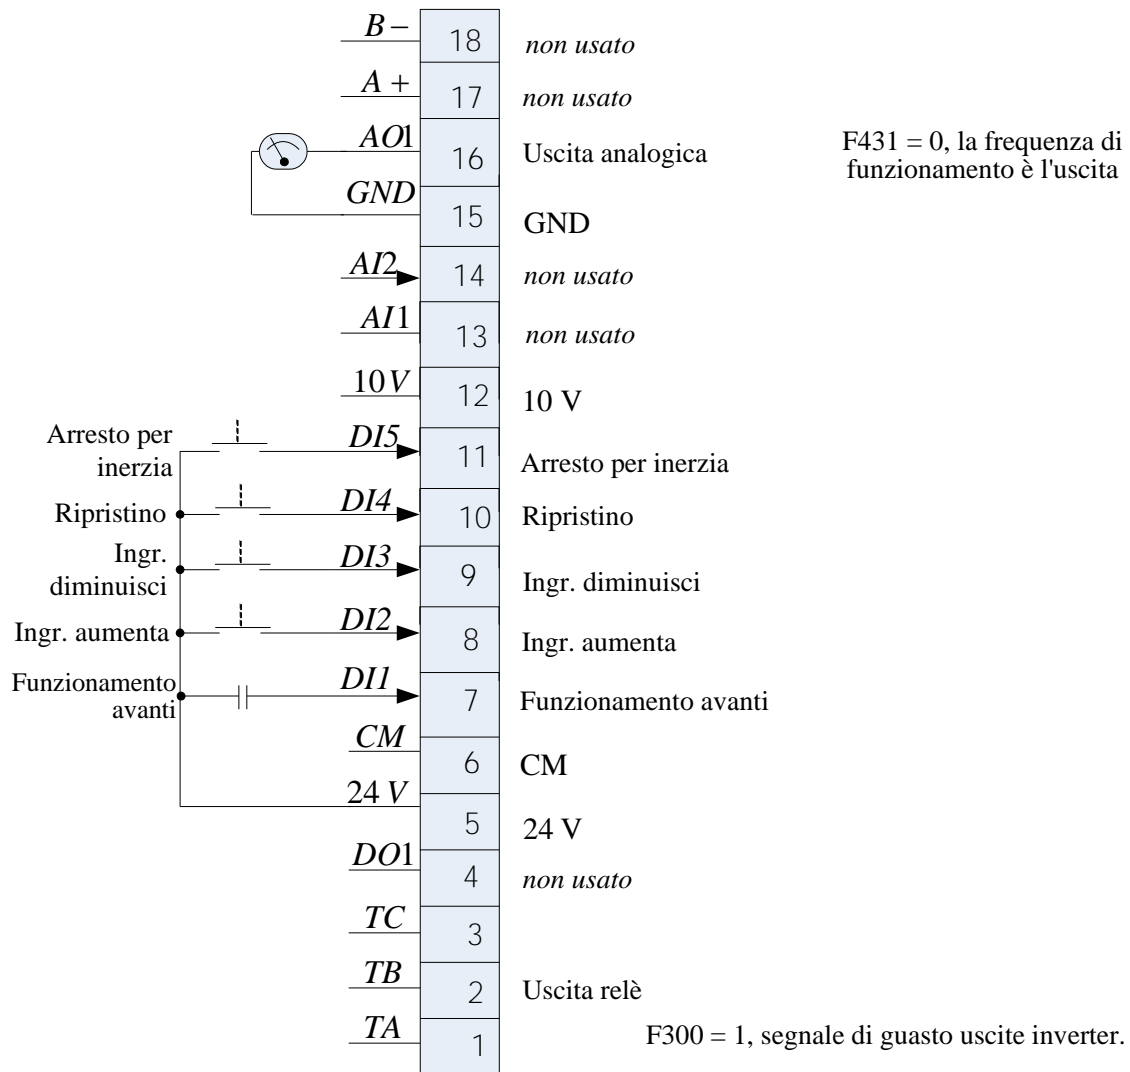 B −
18
non usato
A +
17
non usato
AO1
16
Uscita analogica
F431 = 0, la frequenza di
funzionamento è l'uscita
GND
15
GND
AI2
14
non usato
AI1
13
non usato
10V
12
10 V
Arresto per
inerzia
DI5
11
Arresto per inerzia
Ripristino
DI4
10
Ripristino
Ingr.
diminuisci
DI3
9
Ingr. diminuisci
Ingr. aumenta
DI2
8
Ingr. aumenta
Funzionamento
avanti
DI1
7
Funzionamento avanti
CM
6
CM
24 V
5
24 V
DO1
4
non usato
TC
3
TB
2
Uscita relè
TA
1
F300 = 1, segnale di guasto uscite inverter.